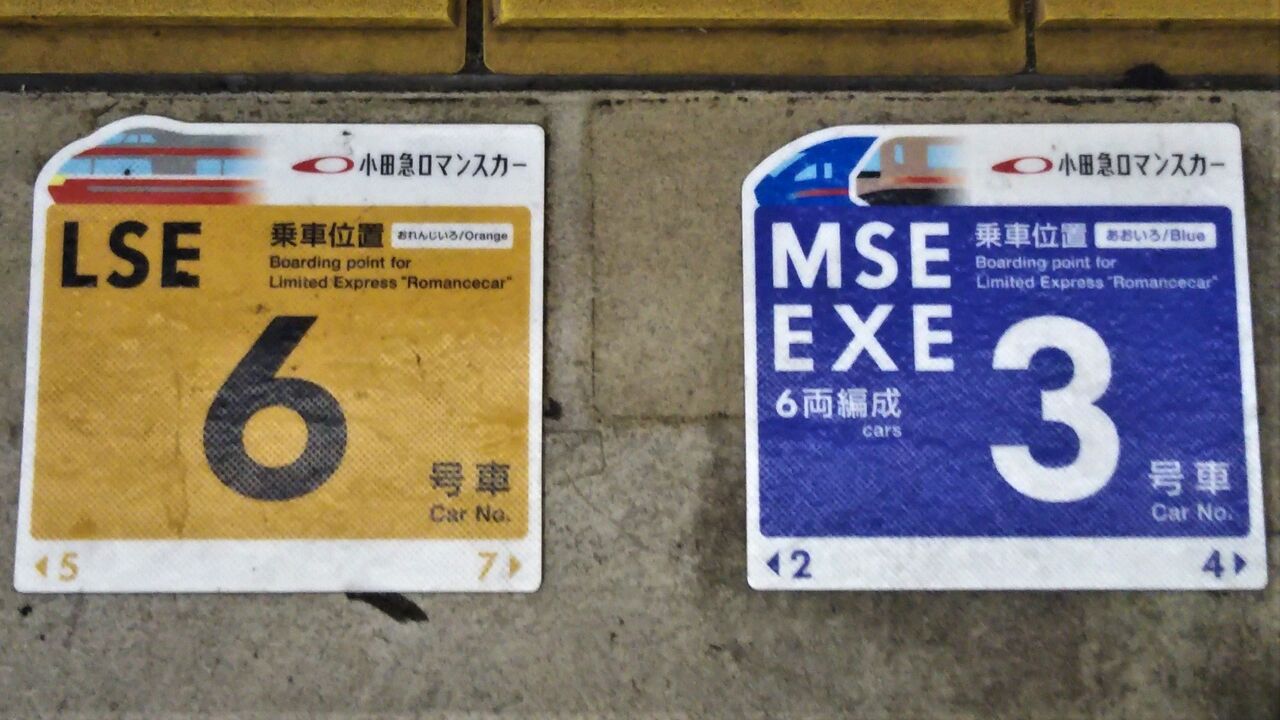 小田急ロマンスカー
LSE
乗車位置 おれんじいろ/Orange
Boarding point for
Limited Express "Romancecar"
6
号車
Car No.
5 7
小田急ロマンスカー
MSE
EXE
6両編成
cars
乗車位置 あおいろ/Blue
Boarding point for
Limited Express "Romancecar"
3
号車
Car No.
2 4